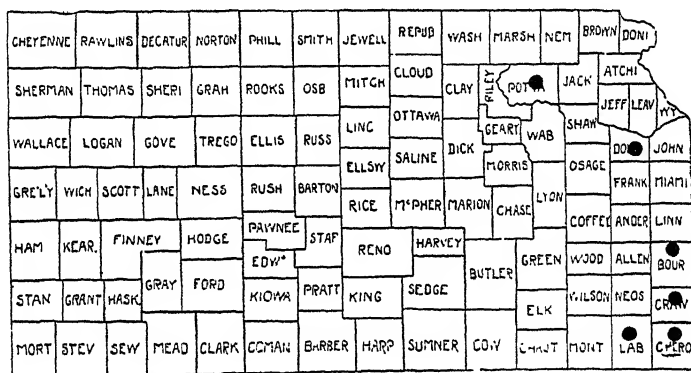 CHEYENNE RAWLINS DECATUR NORTON PHILL SMITH JEWELL REPUB WASH MARSH NEM BROWN DONI
SHERMAN THOMAS SHERI GRAH ROOKS OSB MITCH CLOUD CLAY RILEY JACK ATCHI
JEFF LEAV WY
OTTAWA
WALLACE LOGAN GOVE TREGO ELLIS RUSS LINC DICK GEARY WAB SHAW
SALINE JOHN
ELLSW MORRIS OSAGE
GRE'LY WICH SCOTT LANE NESS RUSH BARTON FRANK MIAMI
RICE McPHER MARION CHASE LYON
COFFEY ANDER LINN
HAM KEAR. FINNEY HODGE PAWNEE STAF RENO HARVEY
EDW BUTLER GREEN WOOD ALLEN BOUR
STAN GRANT HASK. GRAY FORD KIOWA PRATT KING SEDGE WILSON NEOS CRAW
ELK
MORT STEV SEW MEAD CLARK COMAN BARBER HARP SUMNER COW CHAUT MONT LAB CHERO